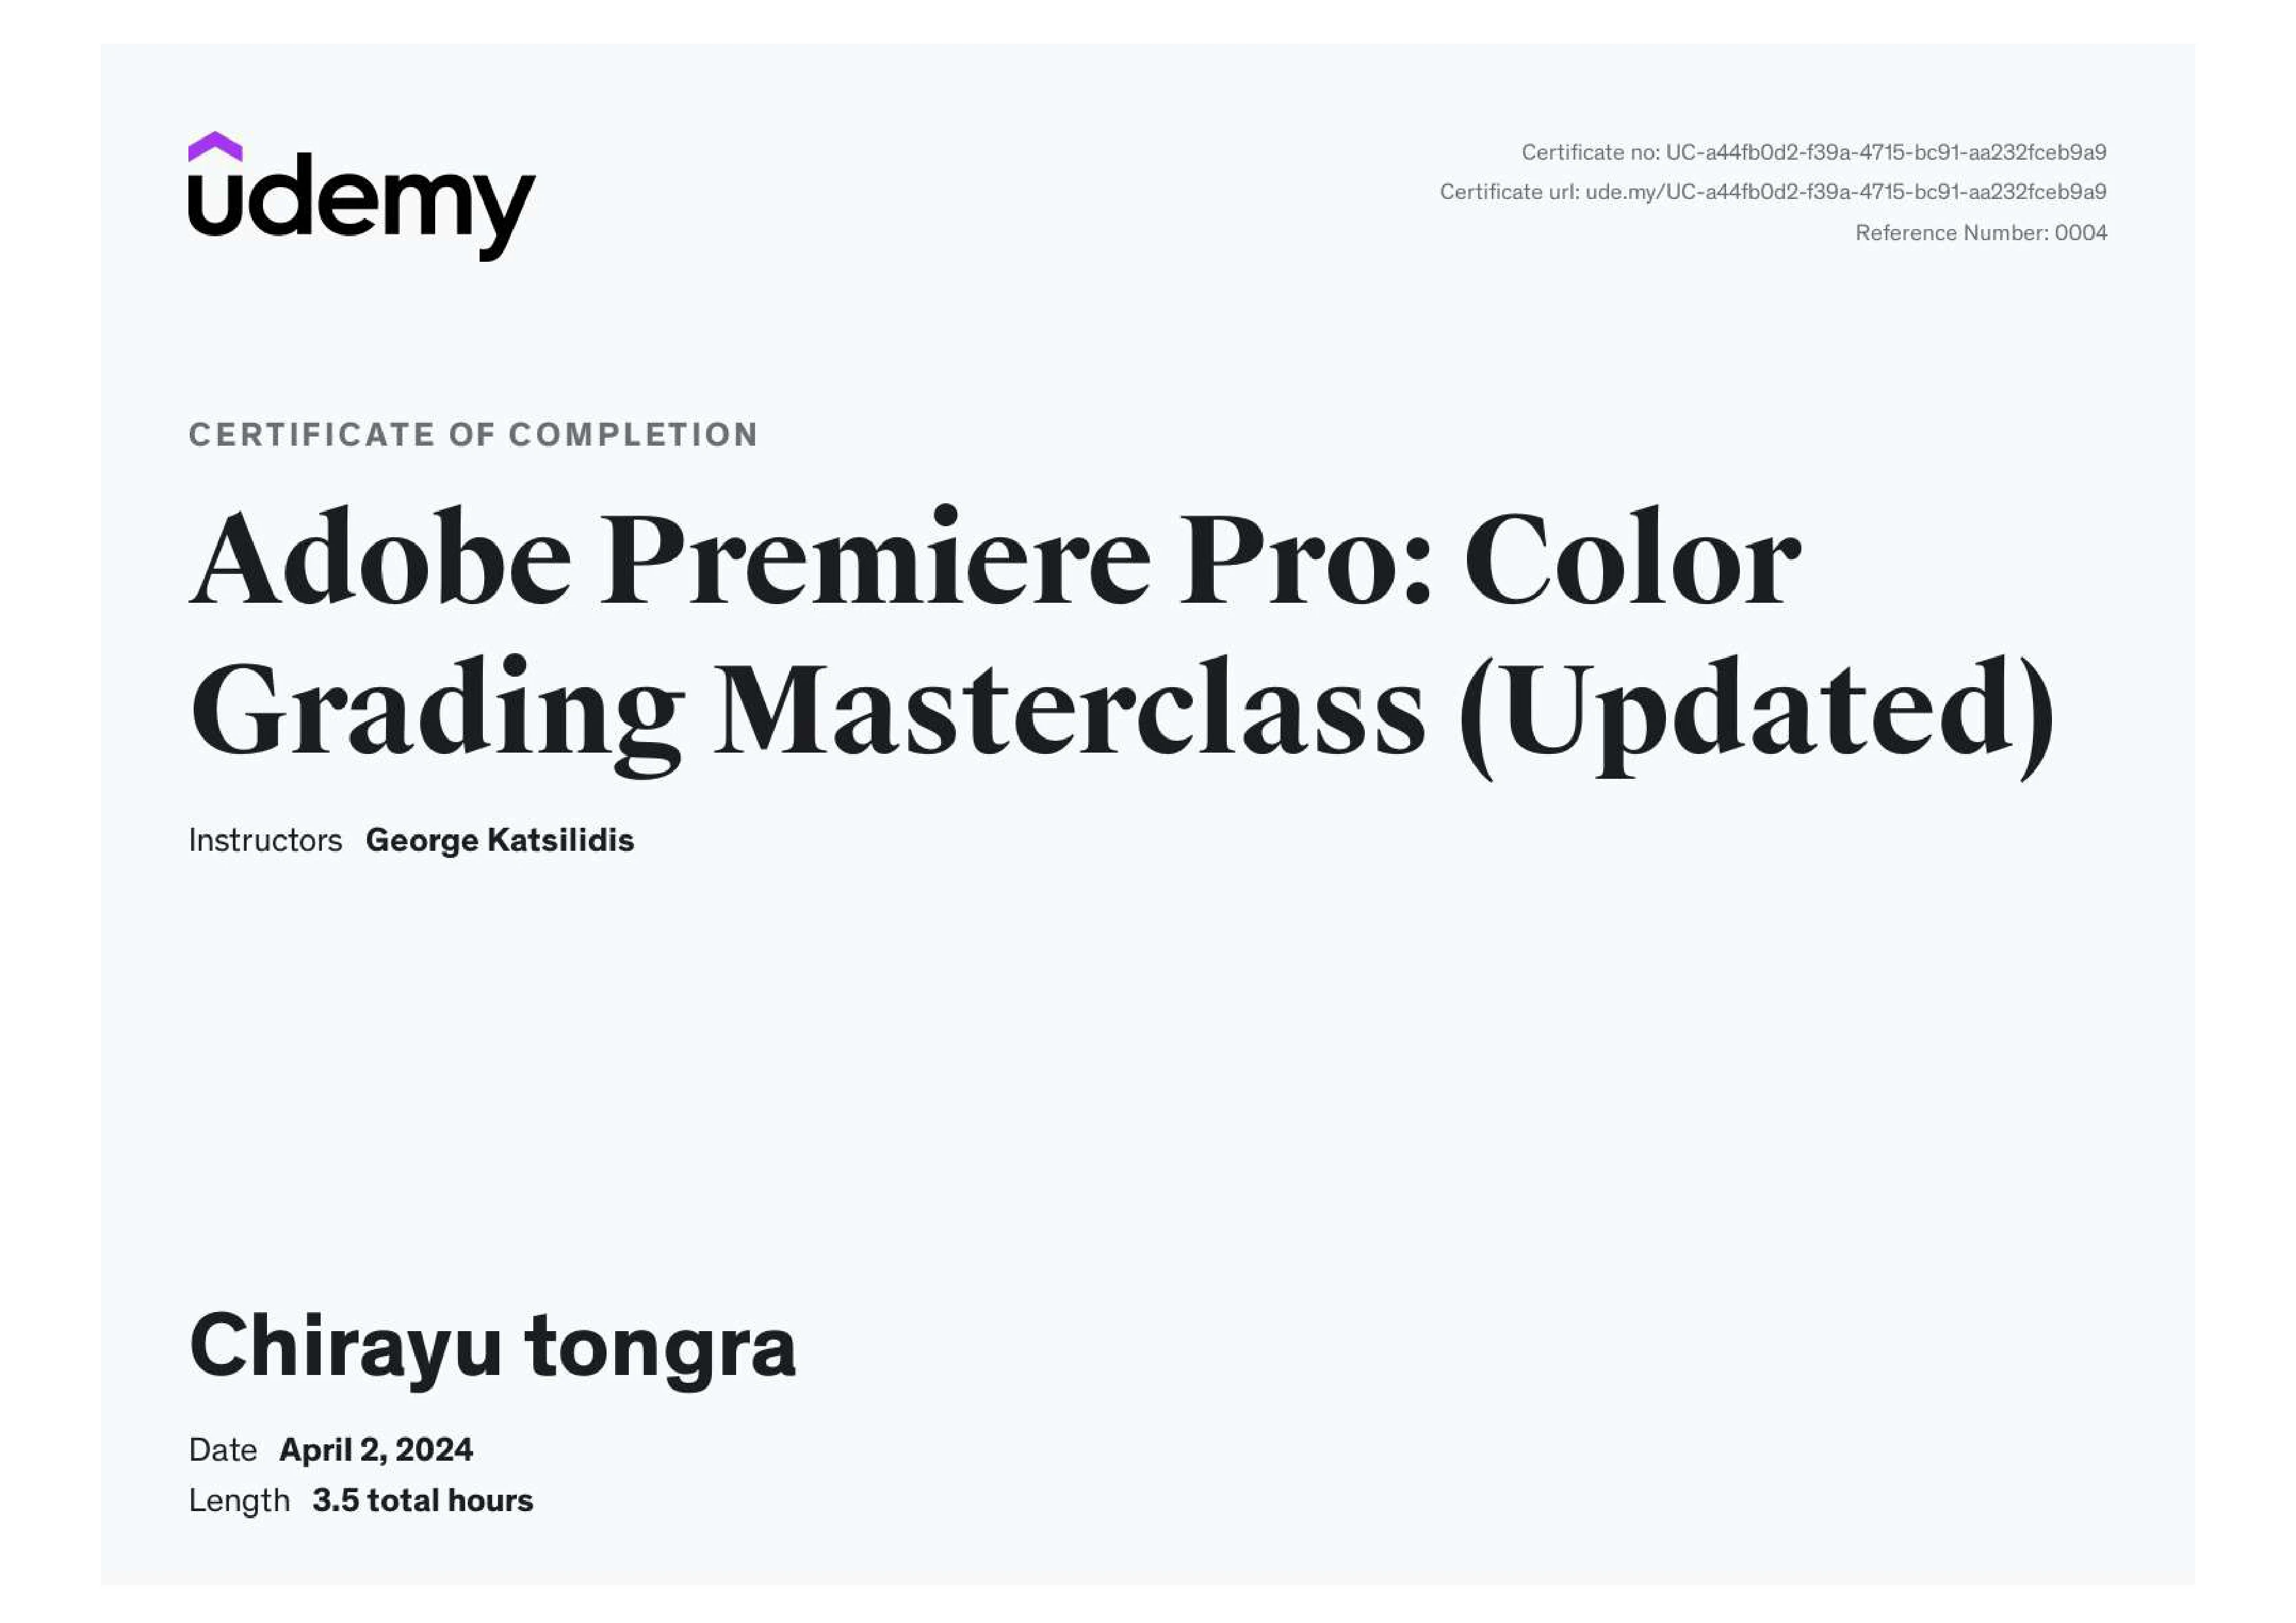 udemy
Certificate no: UC-a44fb0d2-f39a-4715-bc91-aa232fceb9a9
Certificate url: ude.my/UC-a44fb0d2-f39a-4715-bc91-aa232fceb9a9
Reference Number: 0004
CERTIFICATE OF COMPLETION
Adobe Premiere Pro: Color
Grading Masterclass (Updated)
Instructors George Katsilidis
Chirayu tongra
Date April 2, 2024
Length 3.5 total hours